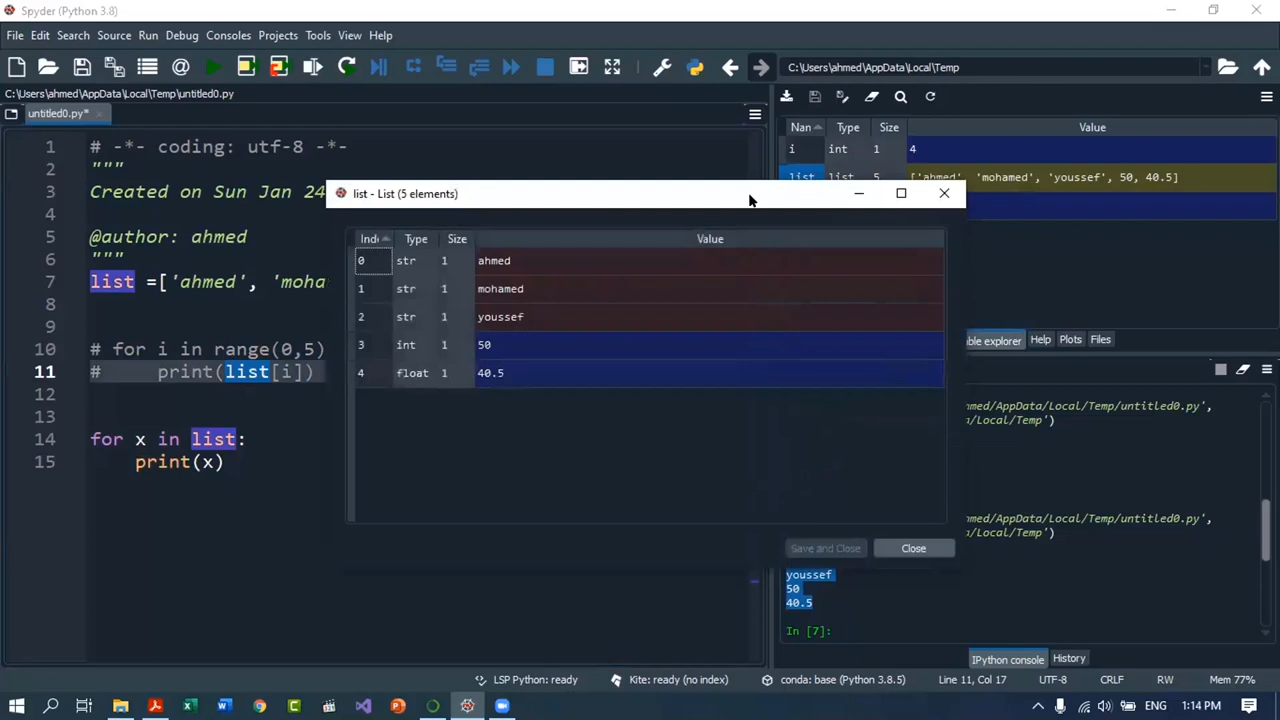 Spyder (Python 3.8)
File Edit Search Source Run Debug Consoles Projects Tools View Help
C:\Users\ahmed\AppData\Local\Temp
C:\Users\ahmed\AppData\Local\Temp\untitled0.py
untitled0.py*
1 # -*- coding: utf-8 -*-
2 """
3 Created on Sun Jan 24
4
5 @author: ahmed
6 """
7 list =['ahmed', 'moha
8
10 # for i in range(0,5)
11 # print(list[i])
12
13
14 for x in list:
15 print(x)
Nan Type Size Value
i int 1 4
list list 5 ['ahmed', 'mohamed', 'youssef', 50, 40.5]
list - List (5 elements)
Ind Type Size Value
0 str 1 ahmed
1 str 1 mohamed
2 str 1 youssef
3 int 1 50
4 float 1 40.5
Save and Close Close
ble explorer Help Plots Files
hmed/AppData/Local/Temp/untitled0.py',
a/Local/Temp')
hmed/AppData/Local/Temp/untitled0.py',
a/Local/Temp')
youssef
50
40.5
In [7]:
IPython console History
LSP Python: ready Kite: ready (no index) conda: base (Python 3.8.5) Line 11, Col 17 UTF-8 CRLF RW Mem 77%
ENG 1:14 PM